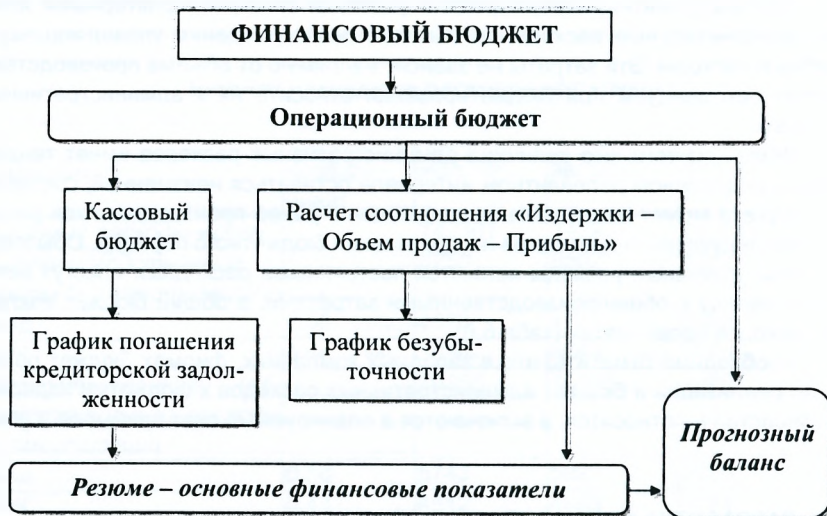 ФИНАНСОВЫЙ БЮДЖЕТ
Операционный бюджет
Кассовый
бюджет
Расчет соотношения «Издержки –
Объем продаж – Прибыль»
График погашения
кредиторской задол-
женности
График безубы-
точности
Прогнозный
баланс
Резюме – основные финансовые показатели